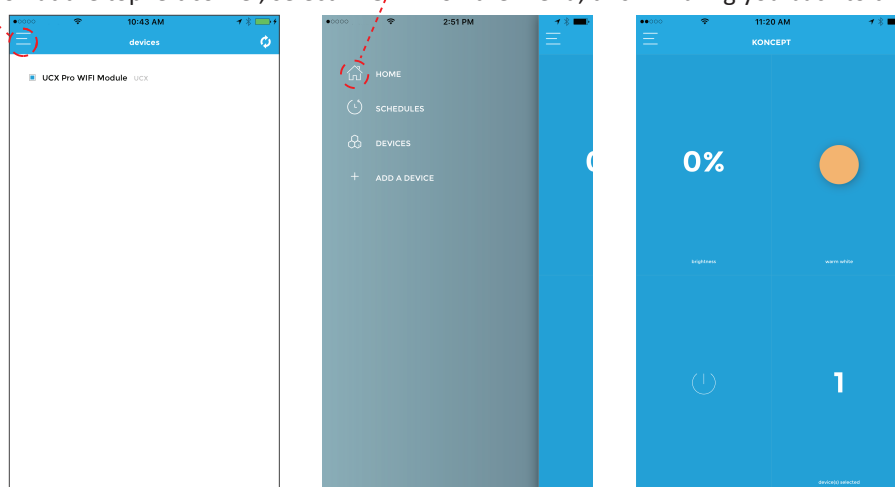 10:43 AM
devices
UCX Pro WIFI Module UCX
2:51 PM
HOME
SCHEDULES
DEVICES
ADD A DEVICE
11:20 AM
KONCEPT
0%
brightness
warm white
1
device(s) selected